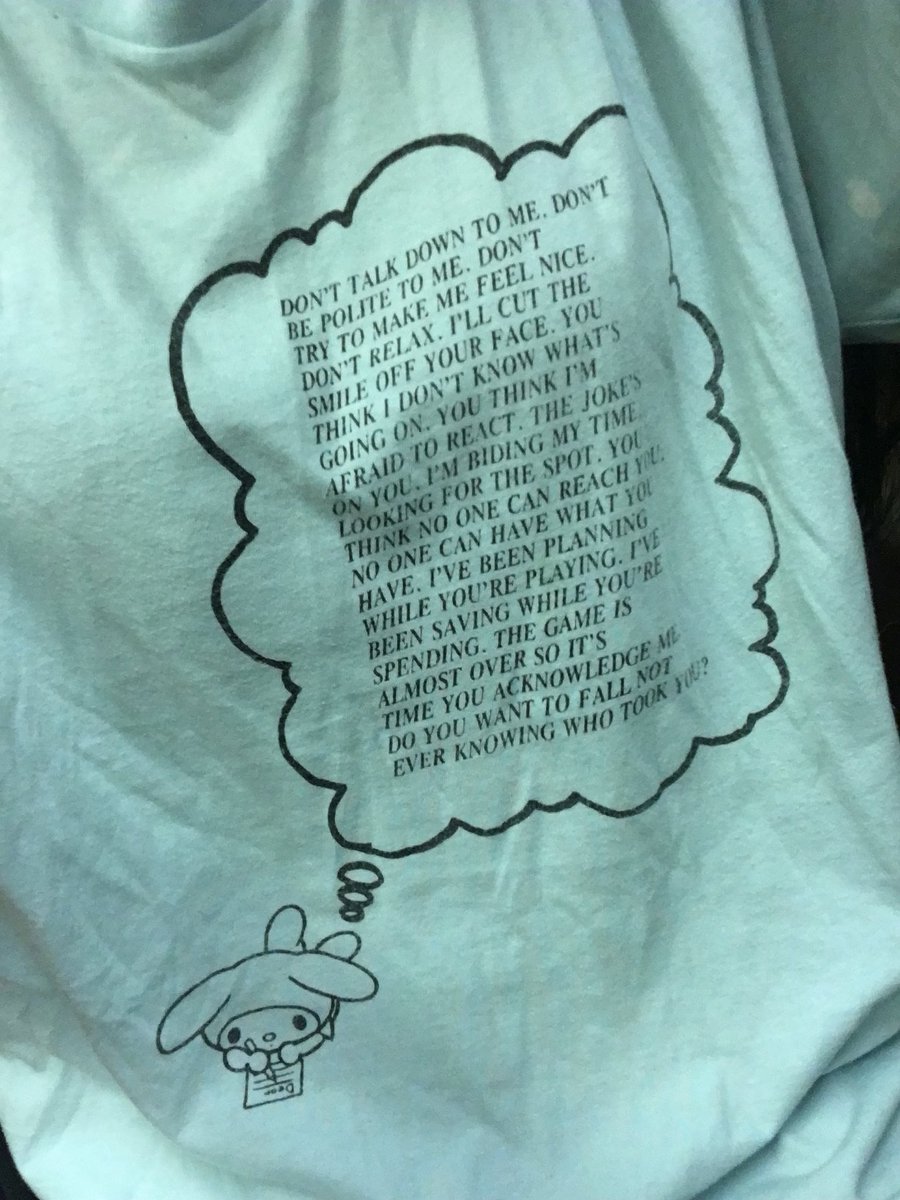 DON'T TALK DOWN TO ME. DON'T
BE POLITE TO ME. DON'T
TRY TO MAKE ME FEEL NICE.
DON'T RELAX. I'LL CUT THE
SMILE OFF YOUR FACE. YOU
THINK I DON'T KNOW WHAT'S
GOING ON. YOU THINK I'M
AFRAID TO REACT. THE JOKE'S
ON YOU. I'M BIDING MY TIME,
LOOKING FOR THE SPOT. YOU
THINK NO ONE CAN REACH YOU,
NO ONE CAN HAVE WHAT YOU
HAVE. I'VE BEEN PLANNING
WHILE YOU'RE PLAYING. I'VE
BEEN SAVING WHILE YOU'RE
SPENDING. THE GAME IS
ALMOST OVER SO IT'S
TIME YOU ACKNOWLEDGE ME.
DO YOU WANT TO FALL NOT
EVER KNOWING WHO TOOK YOU?
Dear